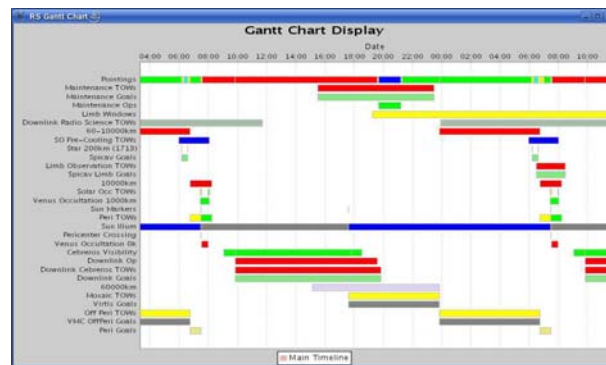 RS Gantt Chart
Gantt Chart Display
Date
04:00 06:00 08:00 10:00 12:00 14:00 16:00 18:00 20:00 22:00 00:00 02:00 04:00 06:00 08:00 10:00
Pointings
Maintenance TOWs
Maintenance Goals
Maintenance Ops
Limb Windows
Downlink Radio Science TOWs
60-10000km
SO Pre-Cooling TOWs
Star 200km (1713)
Spicav Goals
Limb Observation TOWs
Spicav Limb Goals
10000km
Solar Occ TOWs
Venus Occultation 1000km
Sun Markers
Peri TOWs
Sun Illum
Pericenter Crossing
Venus Occultation 0k
Cebreros Visibility
Downlink Op
Downlink Cebreros TOWs
Downlink Goals
60000km
Mosaic TOWs
Virtis Goals
Off Peri TOWs
VMC OffPeri Goals
Peri Goals
Main Timeline